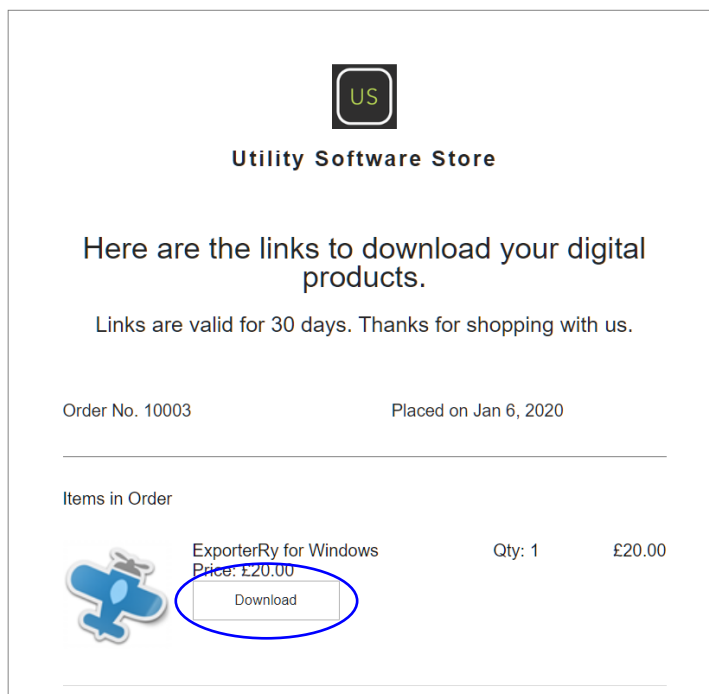 US
Utility Software Store
Here are the links to download your digital
products.
Links are valid for 30 days. Thanks for shopping with us.
Order No. 10003 Placed on Jan 6, 2020
Items in Order
ExporterRy for Windows Qty: 1 £20.00
Price: £20.00
Download